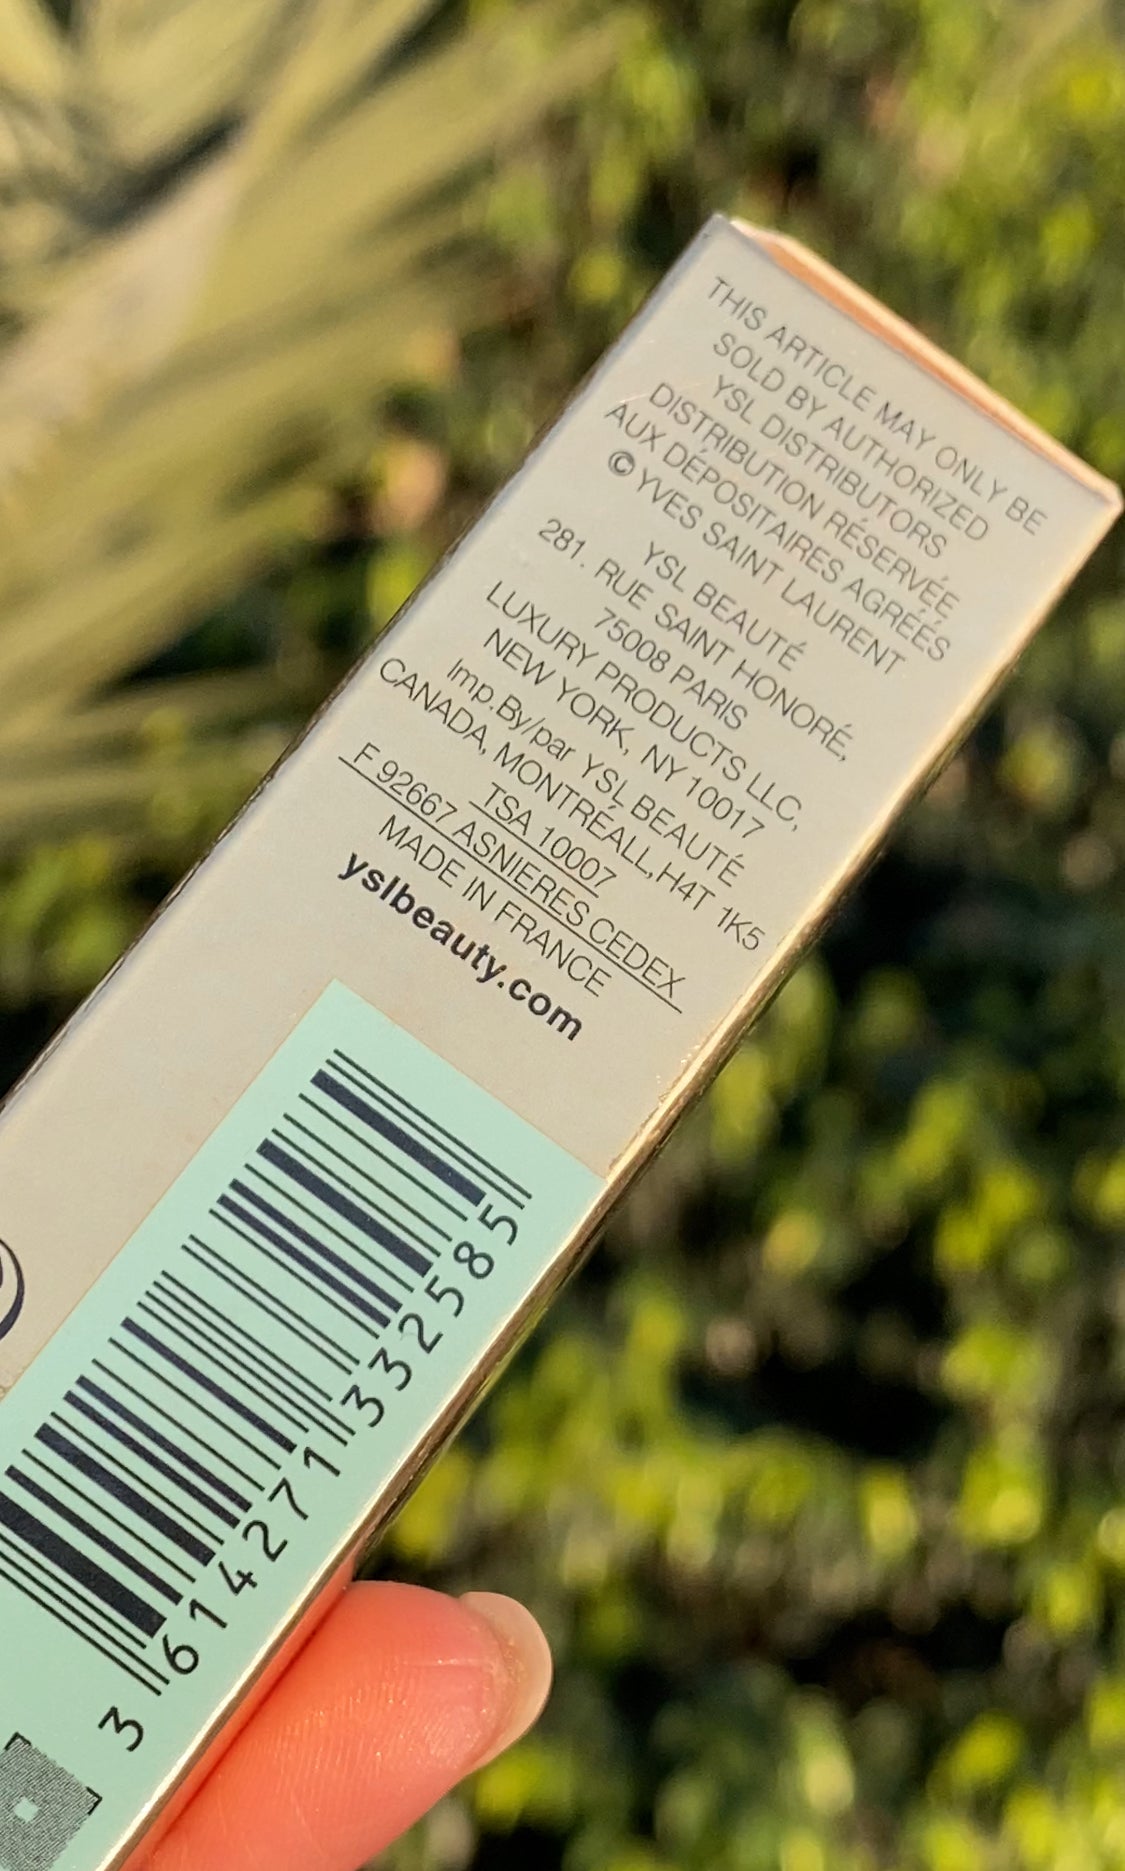 THIS ARTICLE MAY ONLY BE
SOLD BY AUTHORIZED
YSL DISTRIBUTORS
DISTRIBUTION RÉSERVÉE
AUX DÉPOSITAIRES AGRÉÉS
© YVES SAINT LAURENT
YSL BEAUTÉ
281. RUE SAINT HONORÉ,
75008 PARIS
LUXURY PRODUCTS LLC,
NEW YORK, NY 10017
Imp.By/par YSL BEAUTÉ
CANADA, MONTRÉALL,H4T 1K5
TSA 10007
F 92667 ASNIERES CEDEX
MADE IN FRANCE
yslbeauty.com
3 614271 332585